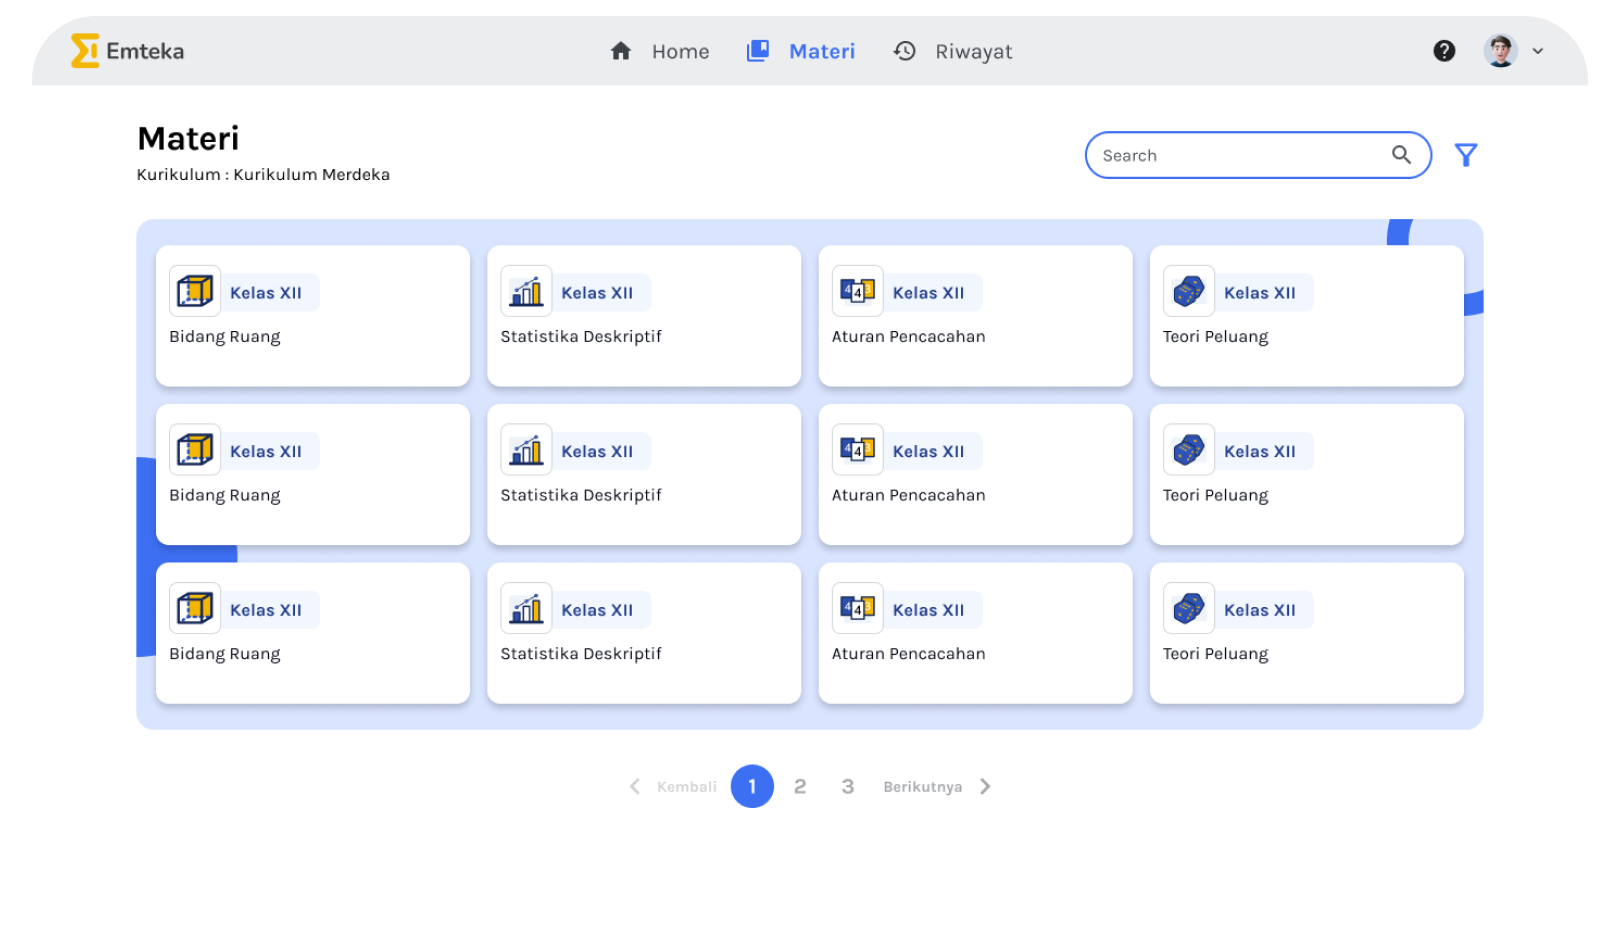 Emteka
Home
Materi
Riwayat
Materi
Kurikulum : Kurikulum Merdeka
Search
Kelas XII
Bidang Ruang
Kelas XII
Statistika Deskriptif
4
4
3
Kelas XII
Aturan Pencacahan
Kelas XII
Teori Peluang
Kelas XII
Bidang Ruang
Kelas XII
Statistika Deskriptif
4
4
3
Kelas XII
Aturan Pencacahan
Kelas XII
Teori Peluang
Kelas XII
Bidang Ruang
Kelas XII
Statistika Deskriptif
4
4
3
Kelas XII
Aturan Pencacahan
Kelas XII
Teori Peluang
Kembali 1 2 3 Berikutnya